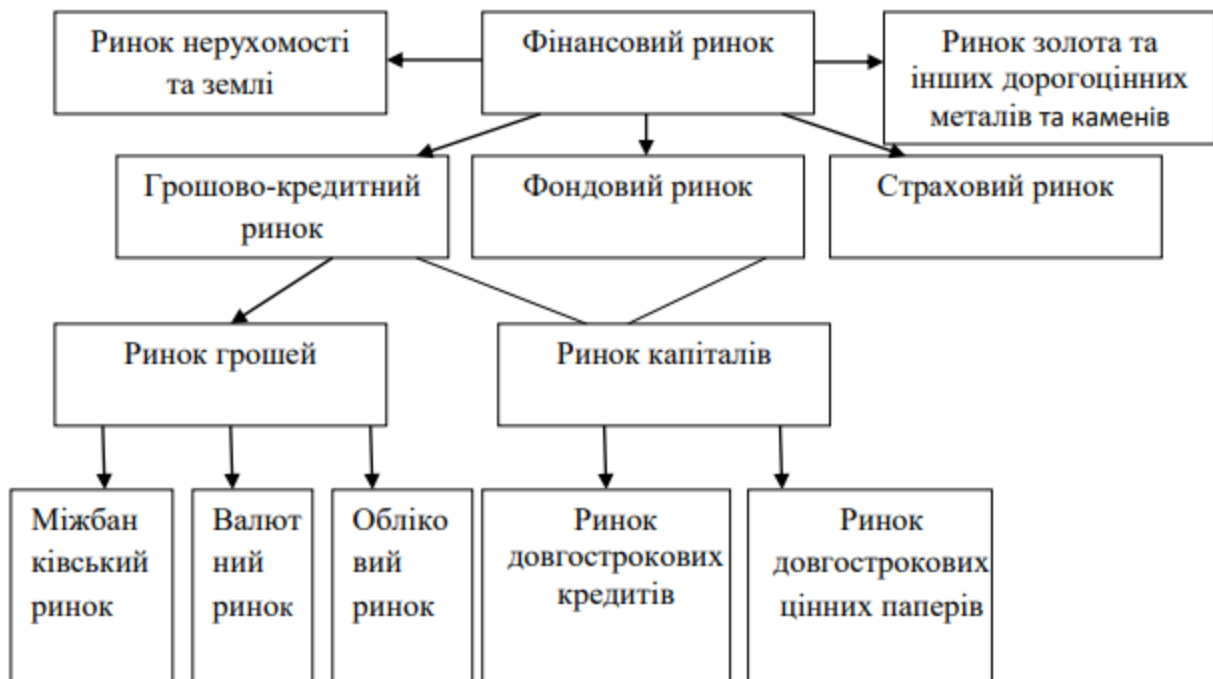 Ринок нерухомості
та землі
Фінансовий ринок
Ринок золота та
інших дорогоцінних
металів та каменів
Грошово-кредитний
ринок
Фондовий ринок
Страховий ринок
Ринок грошей
Ринок капіталів
Міжбан
ківський
ринок
Валют
ний
ринок
Обліко
вий
ринок
Ринок
довгострокових
кредитів
Ринок
довгострокових
цінних паперів